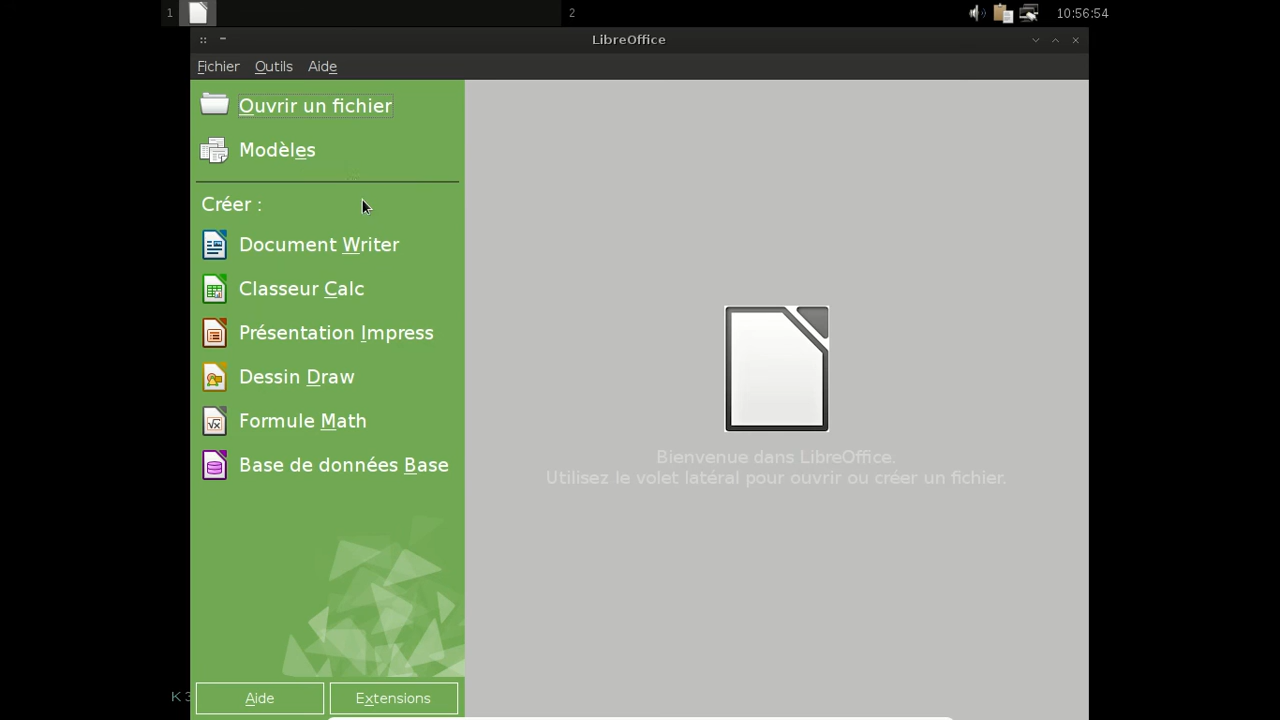 1
2
10:56:54
LibreOffice
Fichier Outils Aide
Ouvrir un fichier
Modèles
Créer :
Document Writer
Classeur Calc
Présentation Impress
Dessin Draw
Formule Math
Base de données Base
Bienvenue dans LibreOffice.
Utilisez le volet latéral pour ouvrir ou créer un fichier.
K 3
Aide Extensions